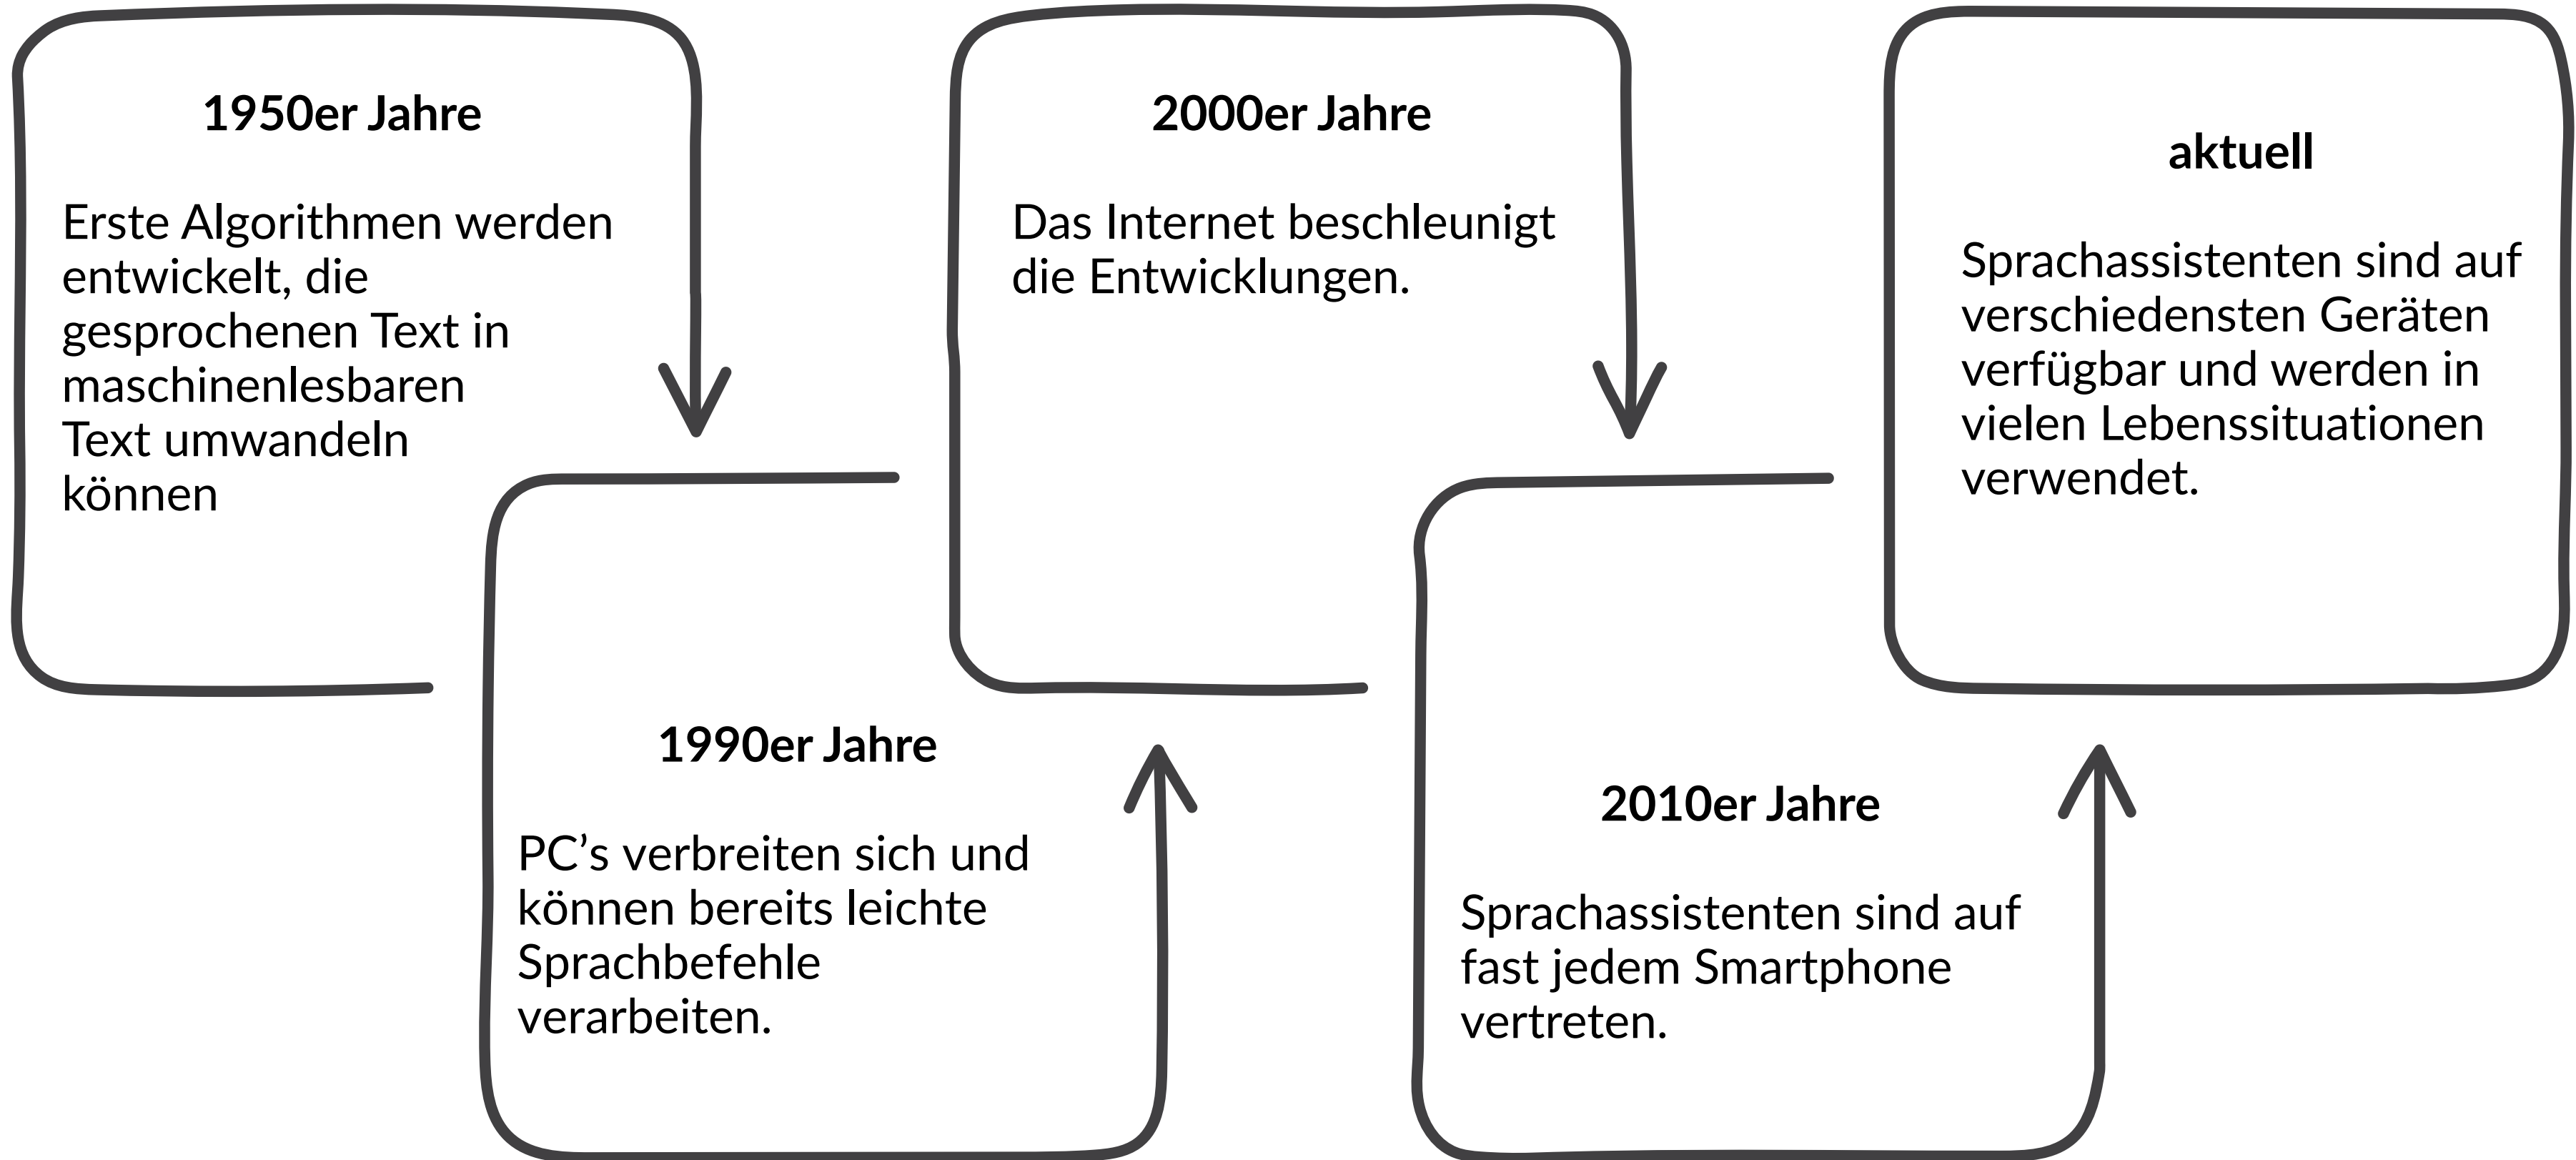 1950er Jahre
Erste Algorithmen werden
entwickelt, die
gesprochenen Text in
maschinenlesbaren
Text umwandeln
können
1990er Jahre
PC’s verbreiten sich und
können bereits leichte
Sprachbefehle
verarbeiten.
2000er Jahre
Das Internet beschleunigt
die Entwicklungen.
2010er Jahre
Sprachassistenten sind auf
fast jedem Smartphone
vertreten.
aktuell
Sprachassistenten sind auf
verschiedensten Geräten
verfügbar und werden in
vielen Lebenssituationen
verwendet.